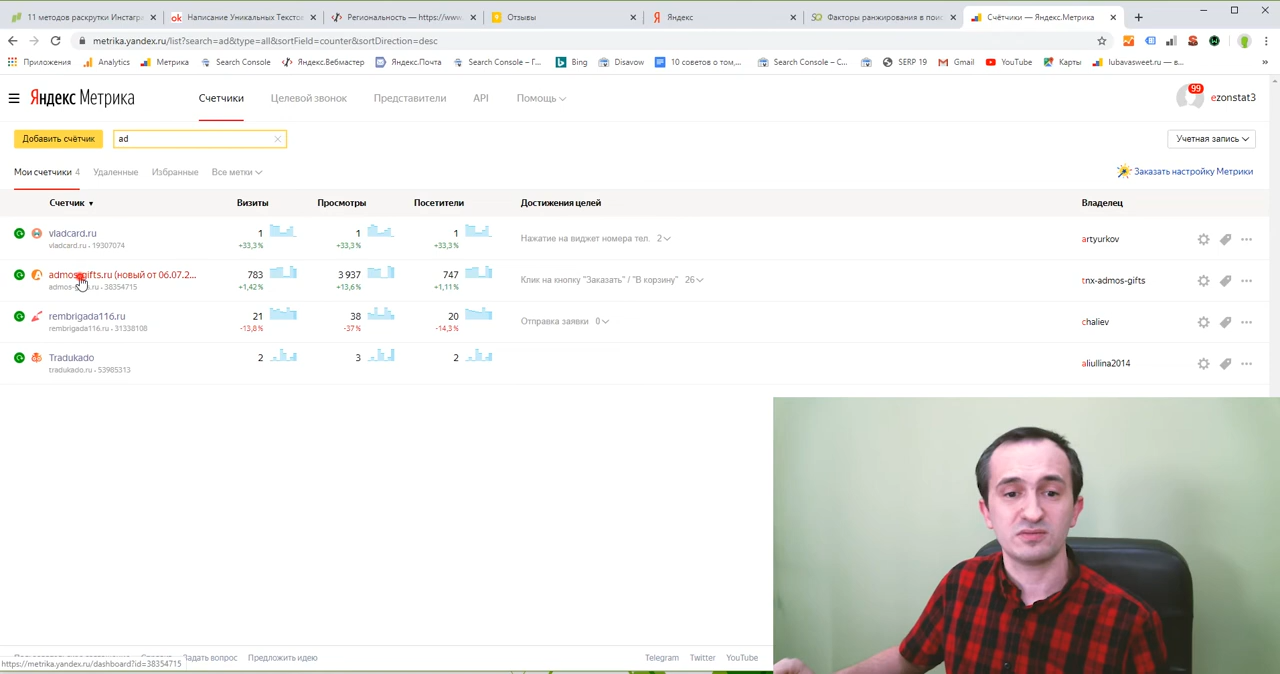 11 методов раскрутки Инстагра
Написание Уникальных Текстов
Региональность — https://www.
Отзывы
Яндекс
Факторы ранжирования в поис
Счётчики — Яндекс.Метрика
metrika.yandex.ru/list?search=ad&type=all&sortField=counter&sortDirection=desc
Приложения
Analytics
Метрика
Search Console
Яндекс.Вебмастер
Яндекс.Почта
Search Console – Г...
Bing
Disavow
10 советов о том,...
Search Console – С...
SERP 19
Gmail
YouTube
Карты
lubavasweet.ru — в...
»
Яндекс Метрика
Счетчики
Целевой звонок
Представители
API
Помощь
99
ezonstat3
Добавить счётчик
ad
Учетная запись
Мои счетчики 4
Удаленные
Избранные
Все метки
Заказать настройку Метрики
Счетчик ▼
Визиты
Просмотры
Посетители
Достижения целей
Владелец
vladcard.ru
vladcard.ru • 19307074
1
+33,3%
1
+33,3%
1
+33,3%
Нажатие на виджет номера тел. 2
artyurkov
admos-gifts.ru (новый от 06.07.2...
admos-g...ru • 38354715
783
+1,42%
3 937
+13,6%
747
+1,11%
Клик на кнопку "Заказать" / "В корзину" 26
tnx-admos-gifts
rembrigada116.ru
rembrigada116.ru • 31338108
21
-13,8%
38
-37%
20
-14,3%
Отправка заявки 0
chaliev
Tradukado
tradukado.ru • 53985313
2
3
2
aliullina2014
Задать вопрос
Предложить идею
Telegram
Twitter
YouTube
https://metrika.yandex.ru/dashboard?id=38354715